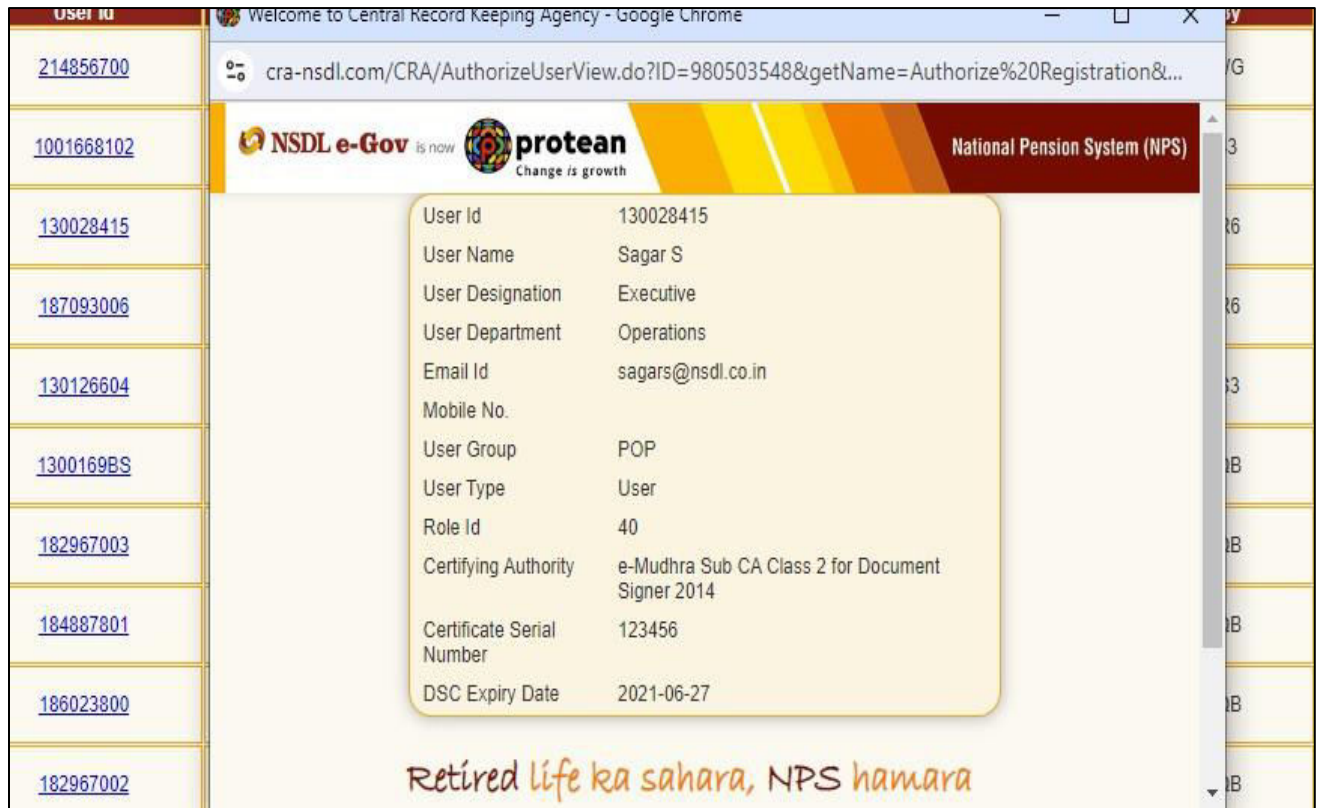 User Id
Welcome to Central Record Keeping Agency - Google Chrome
cra-nsdl.com/CRA/AuthorizeUserView.do?ID=980503548&getName=Authorize%20Registration&...
NSDL e-Gov is now protean
Change is growth
National Pension System (NPS)
214856700
1001668102
130028415
187093006
130126604
1300169BS
182967003
184887801
186023800
182967002
User Id 130028415
User Name Sagar S
User Designation Executive
User Department Operations
Email Id sagars@nsdl.co.in
Mobile No.
User Group POP
User Type User
Role Id 40
Certifying Authority e-Mudhra Sub CA Class 2 for Document
Signer 2014
Certificate Serial 123456
Number
DSC Expiry Date 2021-06-27
Retired life ka sahara, NPS hamara